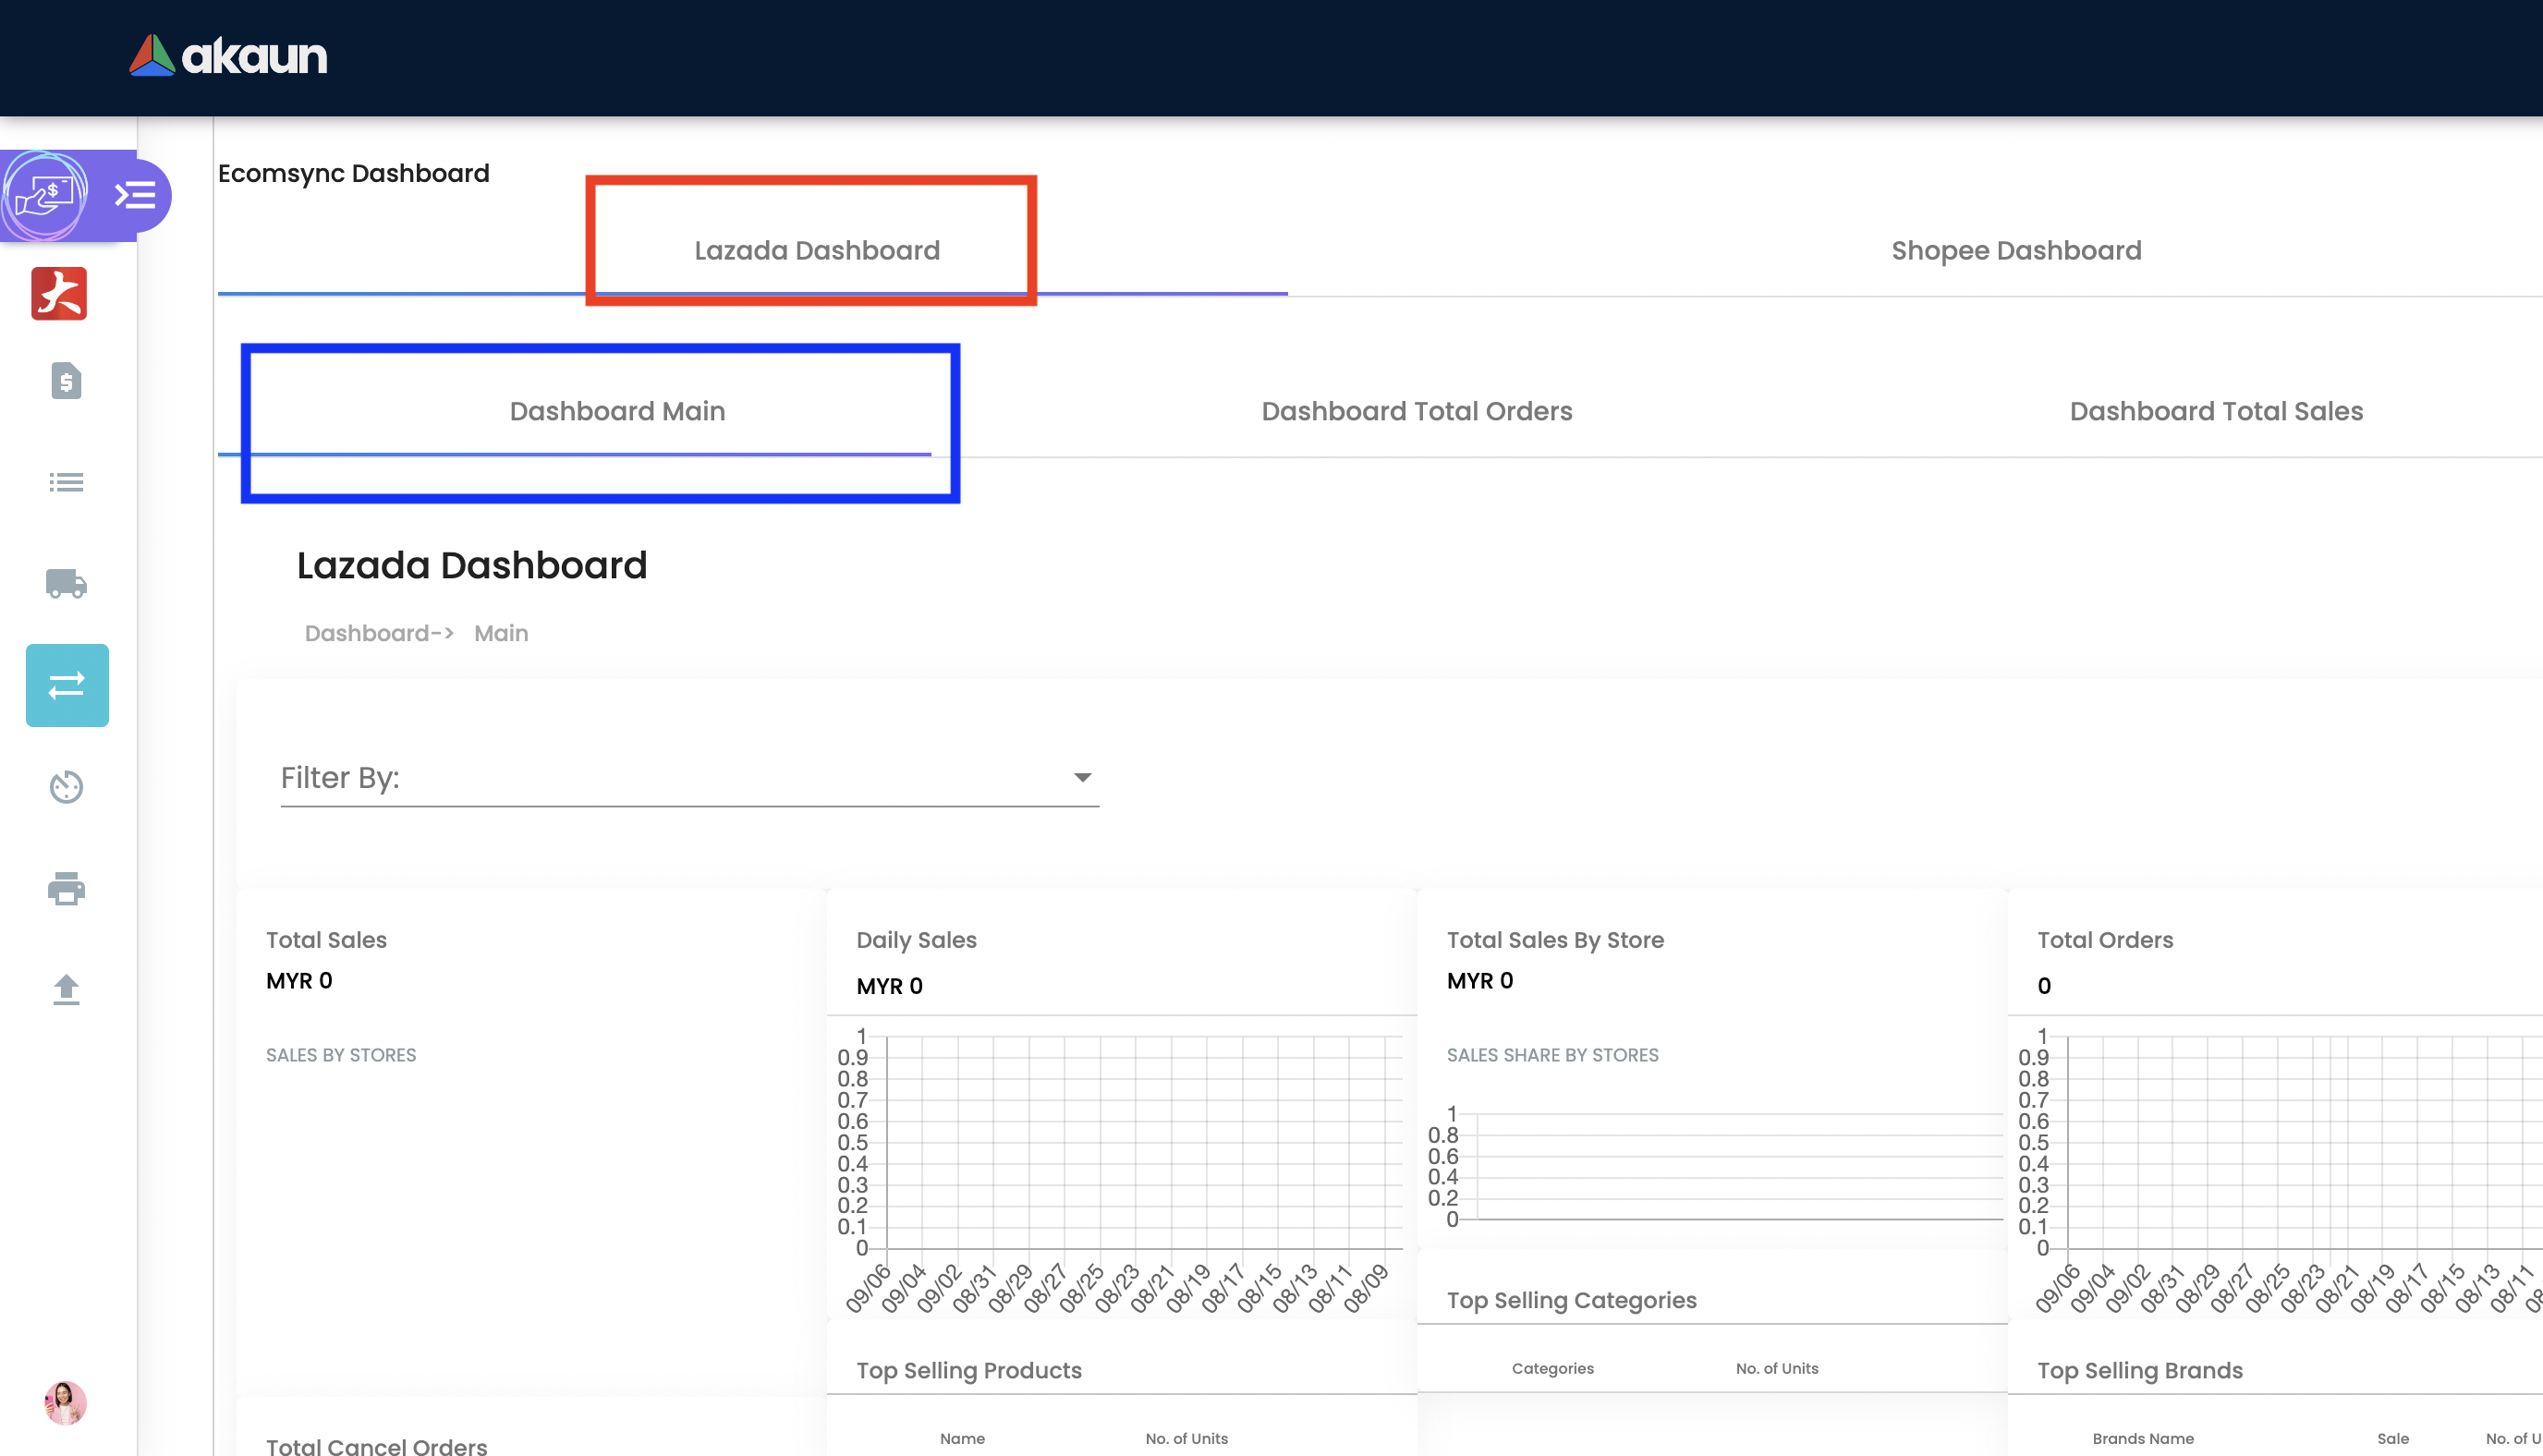 akaun
Ecomsync Dashboard
Lazada Dashboard
Shopee Dashboard
Dashboard Main
Dashboard Total Orders
Dashboard Total Sales
Lazada Dashboard
Dashboard-> Main
Filter By:
Total Sales
MYR 0
SALES BY STORES
Daily Sales
MYR 0
1
0.9
0.8
0.7
0.6
0.5
0.4
0.3
0.2
0.1
0
09/06 09/04 09/02 08/31 08/29 08/27 08/25 08/23 08/21 08/19 08/17 08/15 08/13 08/11 08/09
Total Sales By Store
MYR 0
SALES SHARE BY STORES
1
0.8
0.6
0.4
0.2
0
Total Orders
0
1
0.9
0.8
0.7
0.6
0.5
0.4
0.3
0.2
0.1
0
09/06 09/04 09/02 08/31 08/29 08/27 08/25 08/23 08/21 08/19 08/17 08/15 08/13 08/11
Top Selling Categories
Categories No. of Units
Top Selling Products
Name No. of Units
Top Selling Brands
Brands Name Sale No. of U
Total Cancel Orders